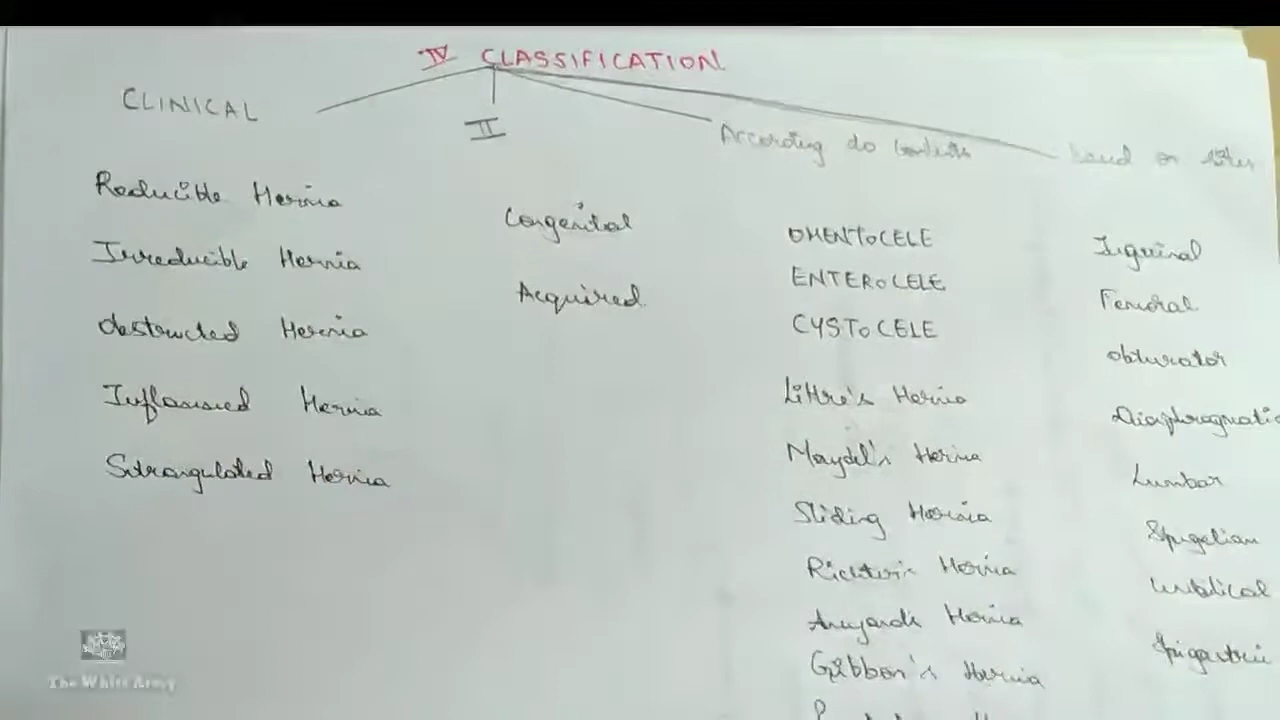 IV CLASSIFICATION
CLINICAL
Reducible Hernia
Irreducible Hernia
obstructed Hernia
Inflamsied Hernia
Strangulated Hernia
II
Congenital
Acquired
According do Contents
OMENTOCELE
ENTEROCELE
CYSTOCELE
Littre's Hernia
Maydl's Hernia
Sliding Hernia
Richter's Hernia
Amyand's Hernia
Gibbon's Hernia
based on sites
Inguinal
Femoral
obturator
Diaphragmatic
Lumbar
Spigelian
Umbilical
Epigastric
The White Army